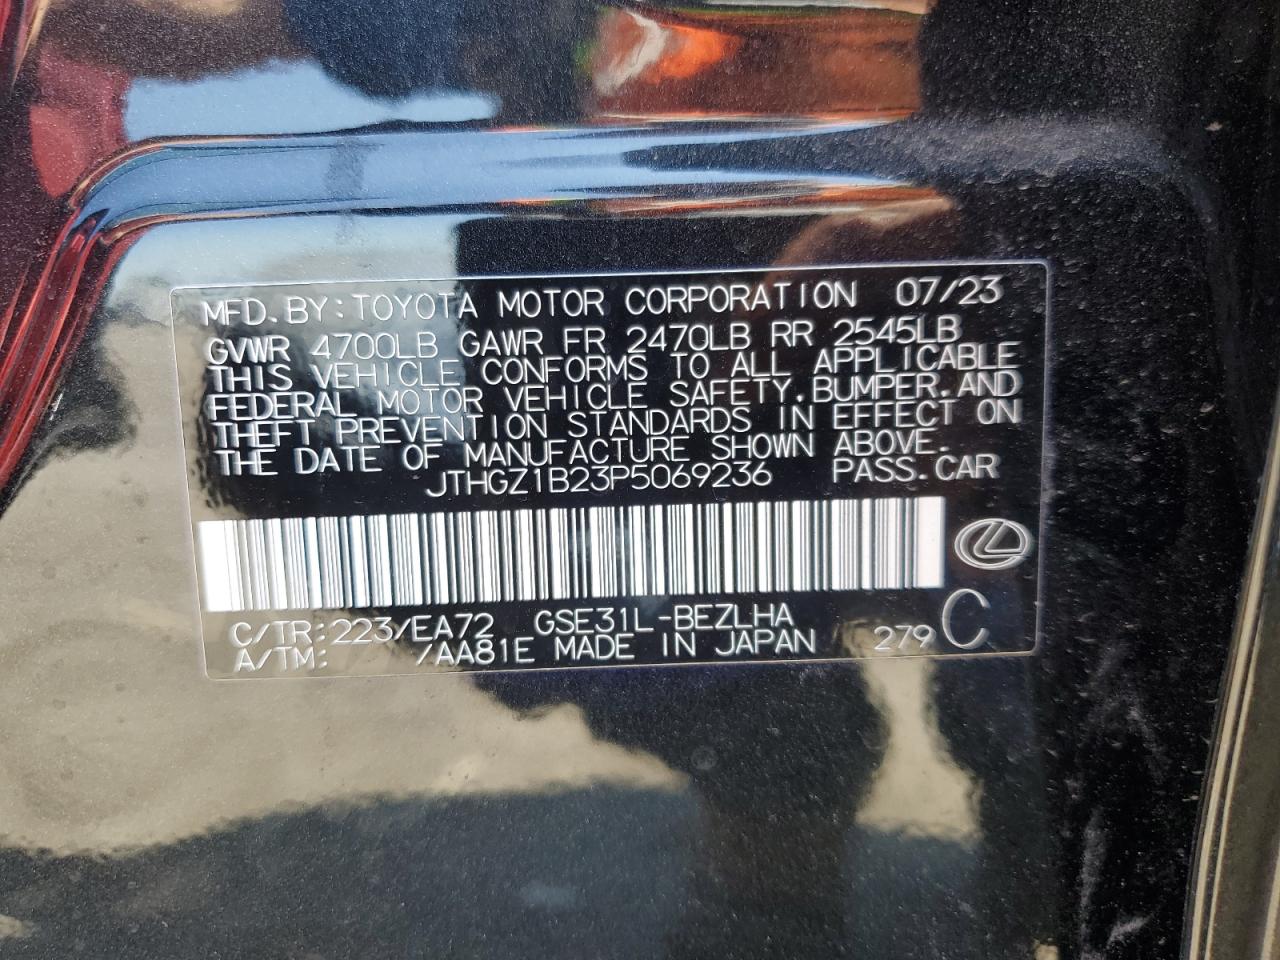 MFD. BY: TOYOTA MOTOR CORPORATION 07/23
GVWR 4700LB GAWR FR 2470LB RR 2545LB
THIS VEHICLE CONFORMS TO ALL APPLICABLE
FEDERAL MOTOR VEHICLE SAFETY, BUMPER, AND
THEFT PREVENTION STANDARDS IN EFFECT ON
THE DATE OF MANUFACTURE SHOWN ABOVE.
JTHGZ1B23P5069236 PASS. CAR
C/TR: 223/EA72 GSE31L-BEZLHA
A/TM: /AA81E MADE IN JAPAN 279 C